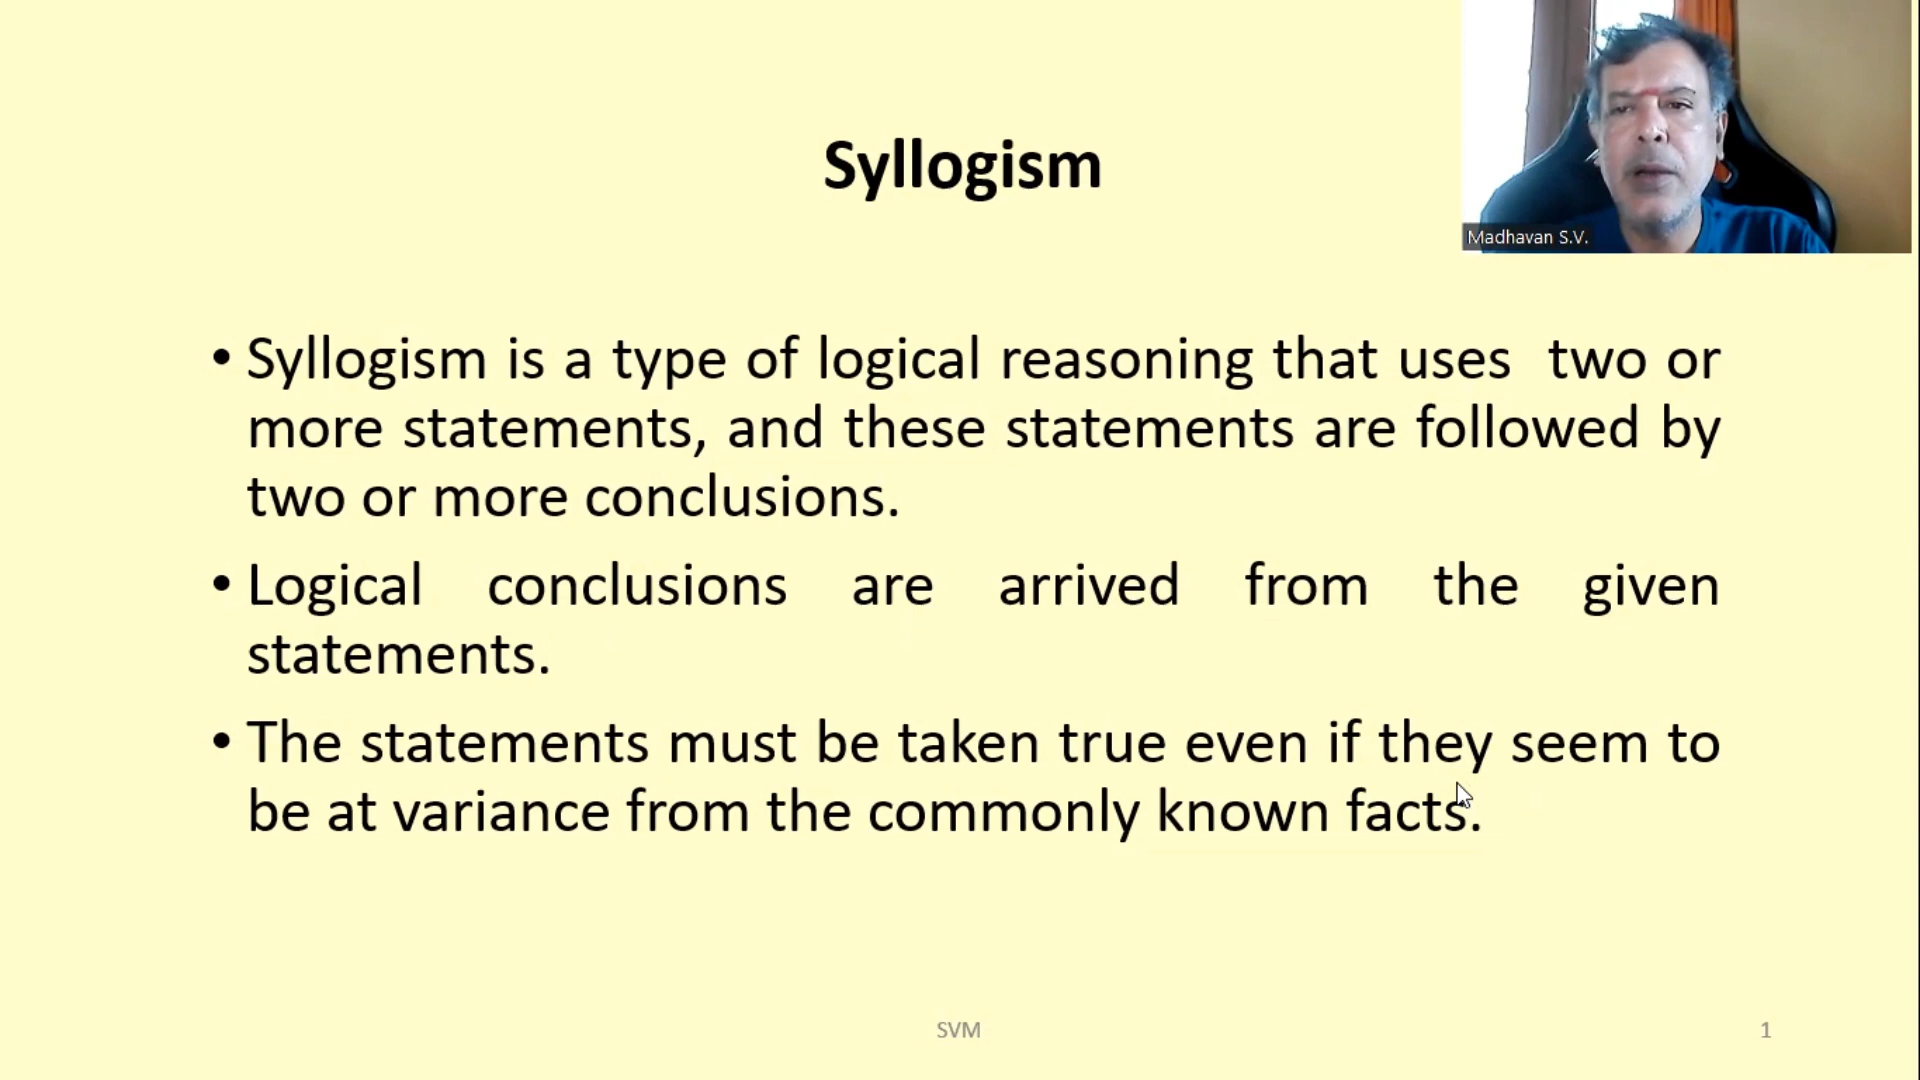 Syllogism
Madhavan S.V.
• Syllogism is a type of logical reasoning that uses two or
more statements, and these statements are followed by
two or more conclusions.
• Logical conclusions are arrived from the given
statements.
• The statements must be taken true even if they seem to
be at variance from the commonly known facts.
SVM
1